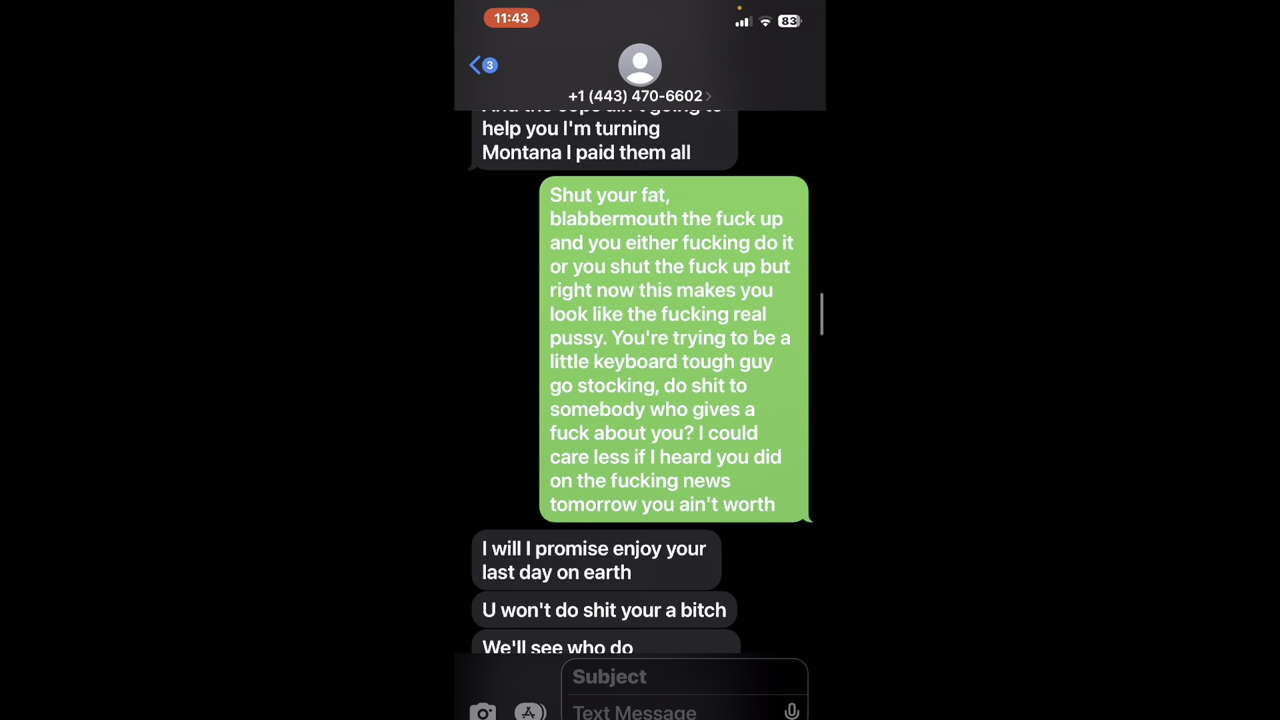 11:43
83
3
+1 (443) 470-6602
help you I'm turning
Montana I paid them all
Shut your fat,
blabbermouth the fuck up
and you either fucking do it
or you shut the fuck up but
right now this makes you
look like the fucking real
pussy. You're trying to be a
little keyboard tough guy
go stocking, do shit to
somebody who gives a
fuck about you? I could
care less if I heard you did
on the fucking news
tomorrow you ain't worth
I will I promise enjoy your
last day on earth
U won't do shit your a bitch
We'll see who do
Subject
Text Message